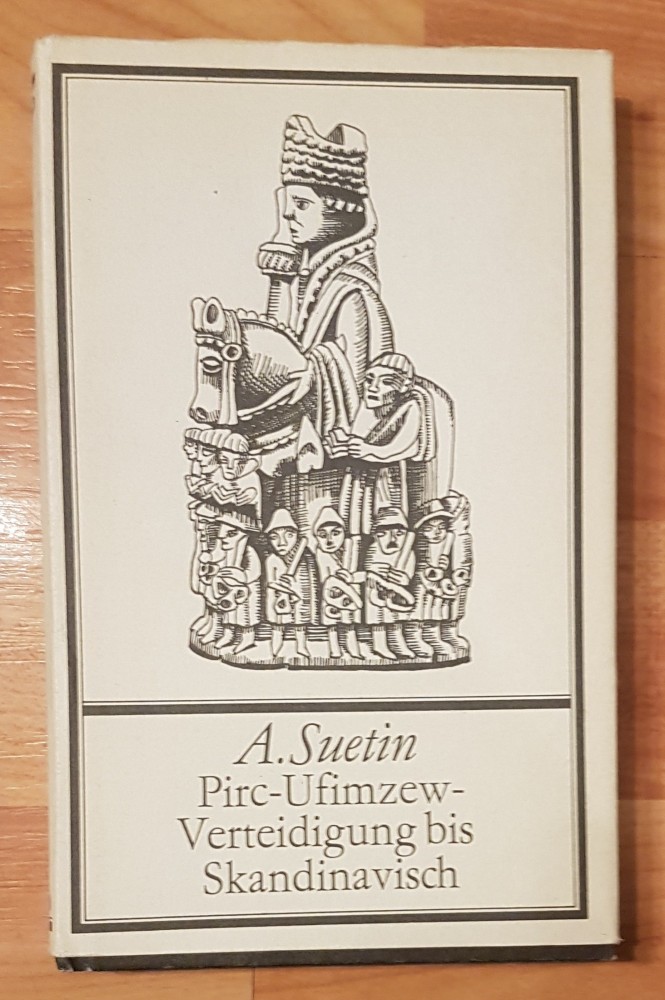 A. Suetin
Pirc-Ufimzew-
Verteidigung bis
Skandinavisch